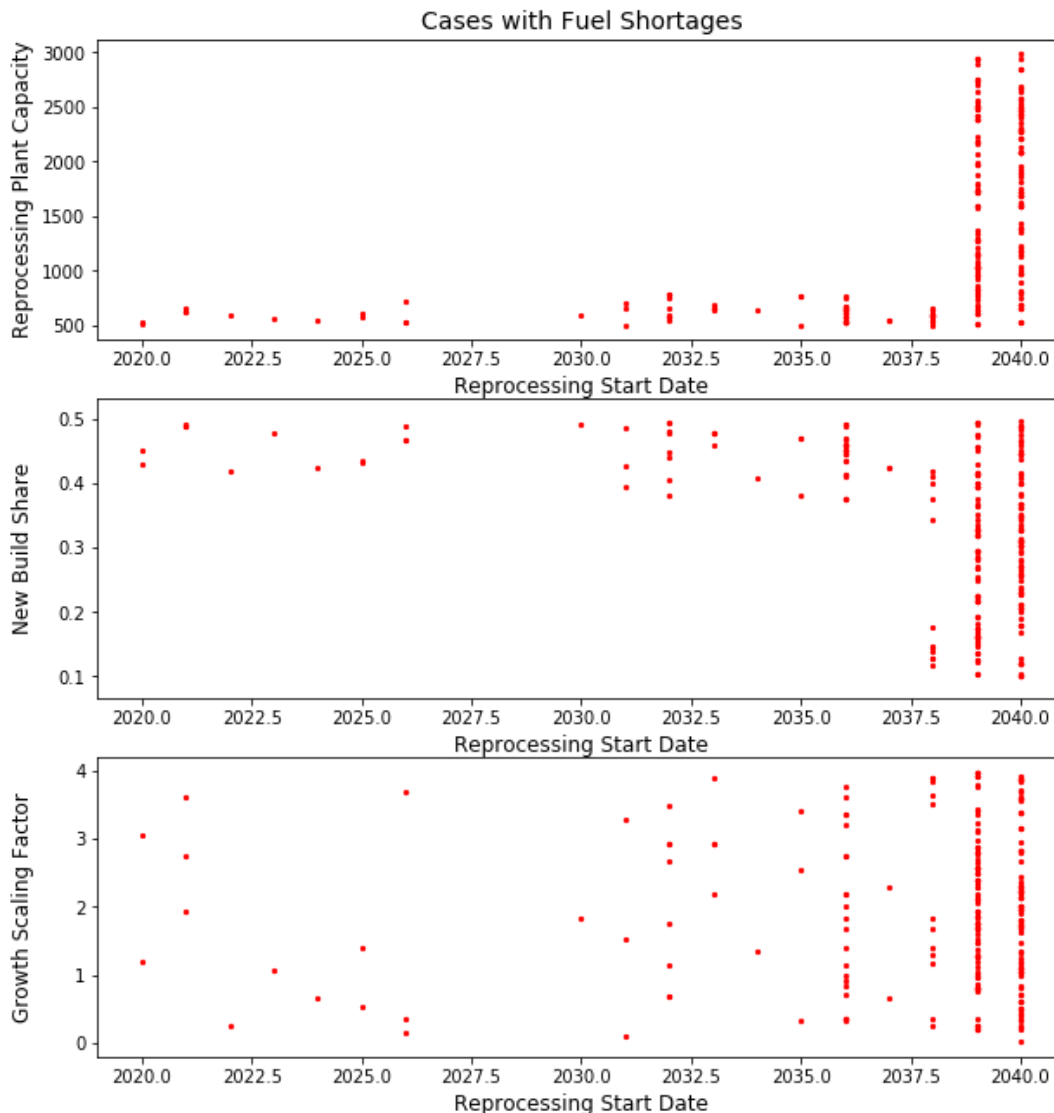 Cases with Fuel Shortages
Reprocessing Plant Capacity
3000
2500
2000
1500
1000
500
2020.0 2022.5 2025.0 2027.5 2030.0 2032.5 2035.0 2037.5 2040.0
Reprocessing Start Date
New Build Share
0.5
0.4
0.3
0.2
0.1
2020.0 2022.5 2025.0 2027.5 2030.0 2032.5 2035.0 2037.5 2040.0
Reprocessing Start Date
Growth Scaling Factor
4
3
2
1
0
2020.0 2022.5 2025.0 2027.5 2030.0 2032.5 2035.0 2037.5 2040.0
Reprocessing Start Date